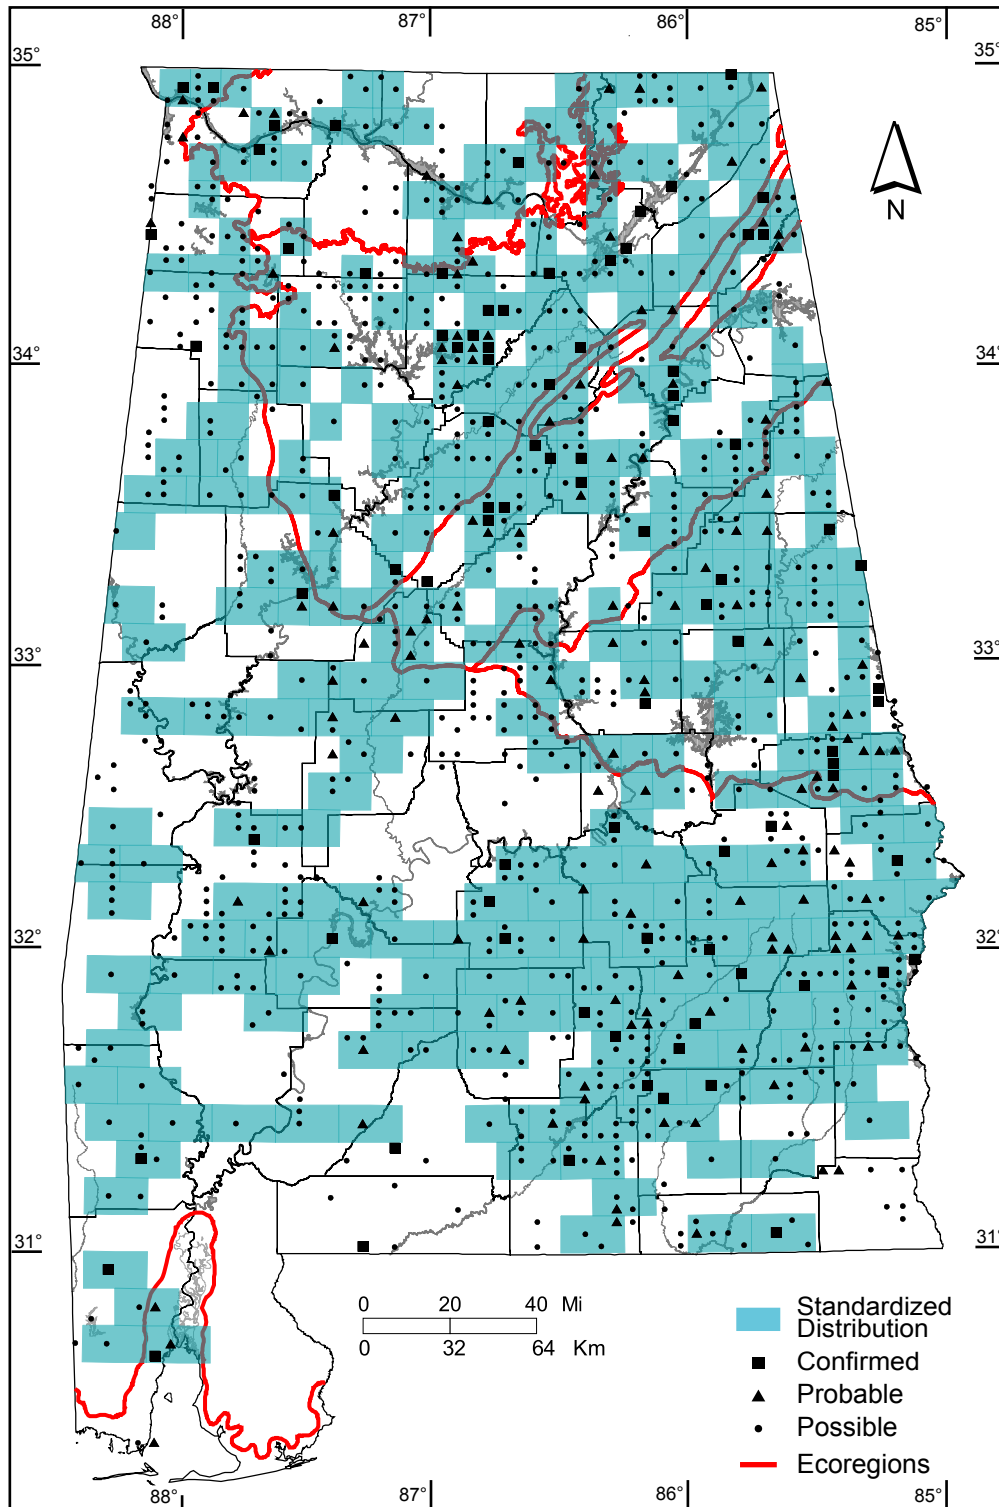 88° 87° 86° 85°
35° 35°
N
34° 34°
33° 33°
32° 32°
31° 31°
0 20 40 Mi
0 32 64 Km
Standardized
Distribution
Confirmed
Probable
Possible
Ecoregions
88° 87° 86° 85°